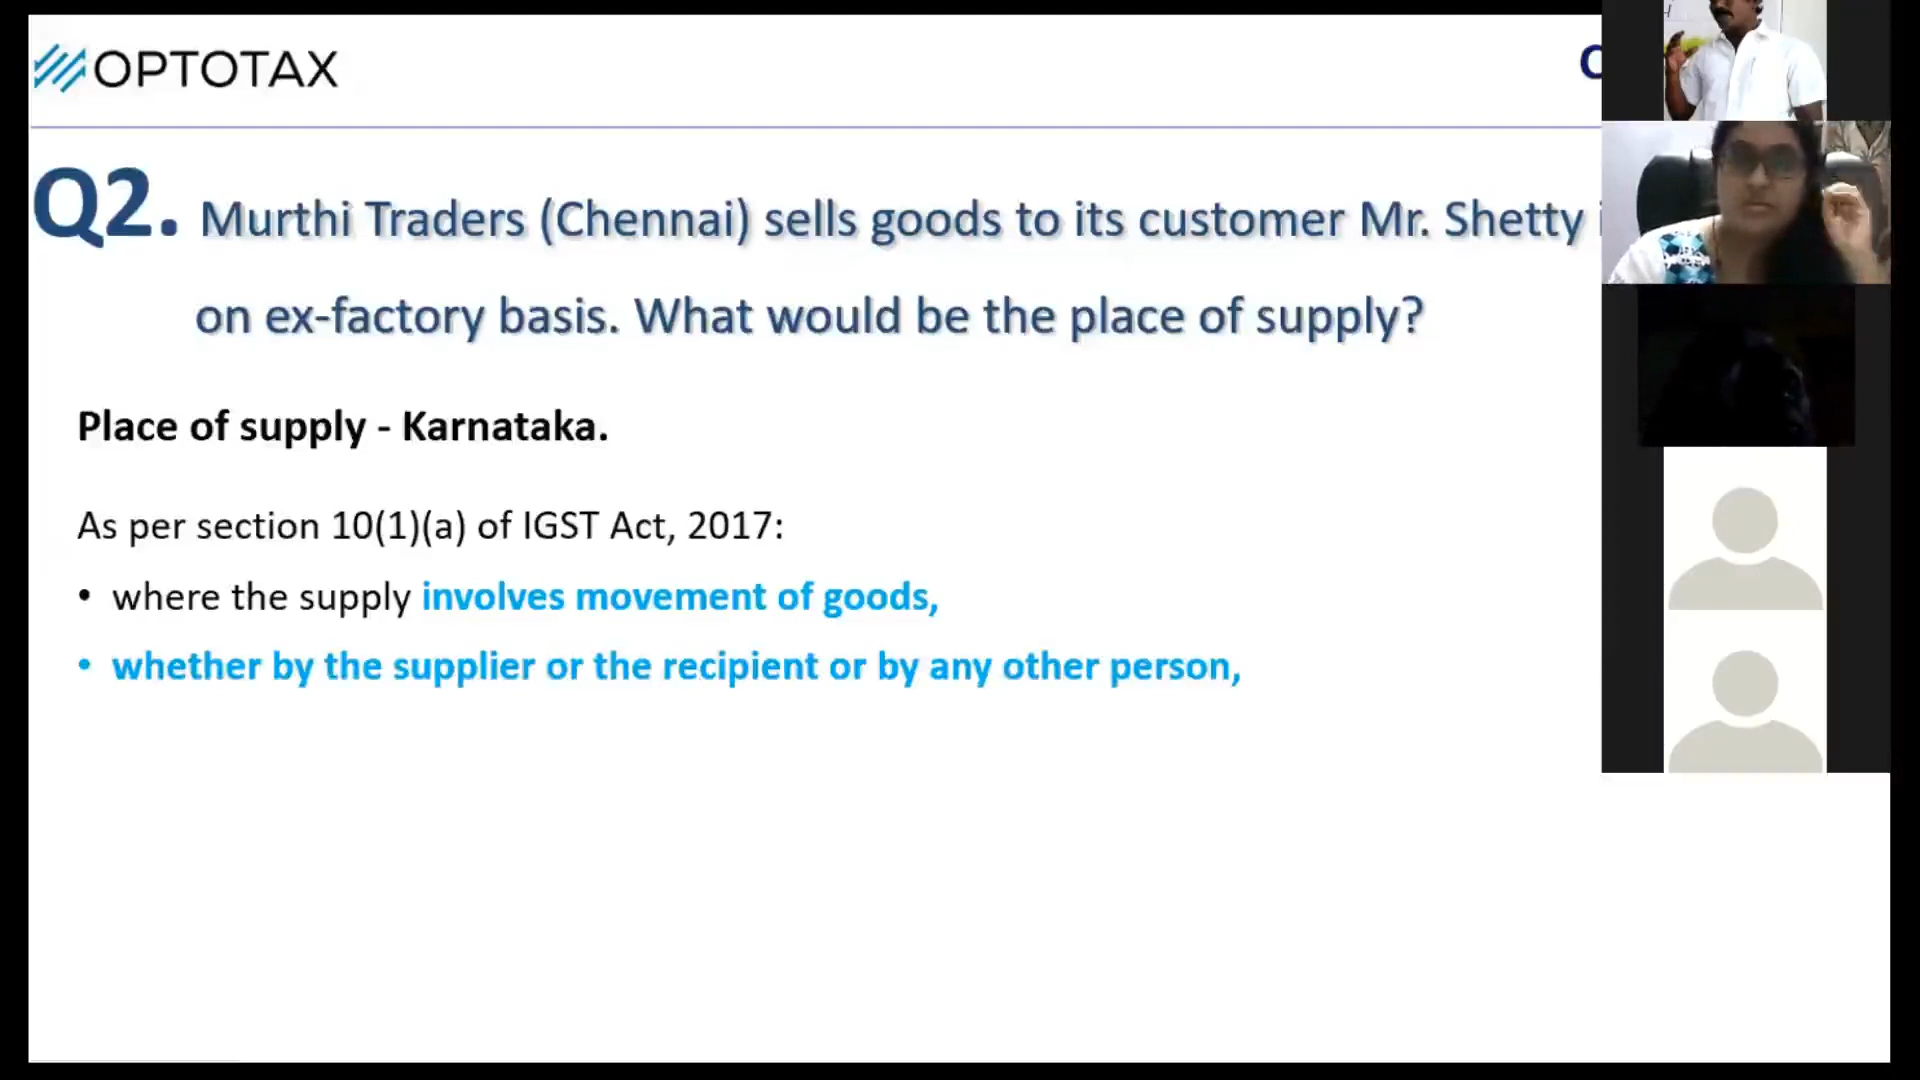 OPTOTAX
Q2. Murthi Traders (Chennai) sells goods to its customer Mr. Shetty
on ex-factory basis. What would be the place of supply?
Place of supply - Karnataka.
As per section 10(1)(a) of IGST Act, 2017:
• where the supply involves movement of goods,
• whether by the supplier or the recipient or by any other person,